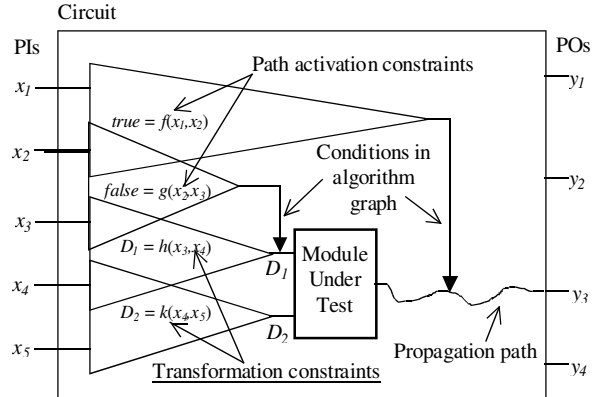 Circuit
PIs
POs
x1
Path activation constraints
y1
true = f(x1,x2)
Conditions in
algorithm
graph
x2
y2
false = g(x2,x3)
x3
D1 = h(x3,x4)
D1
Module
Under
Test
x4
y3
D2 = k(x4,x5)
D2
Propagation path
x5
y4
Transformation constraints